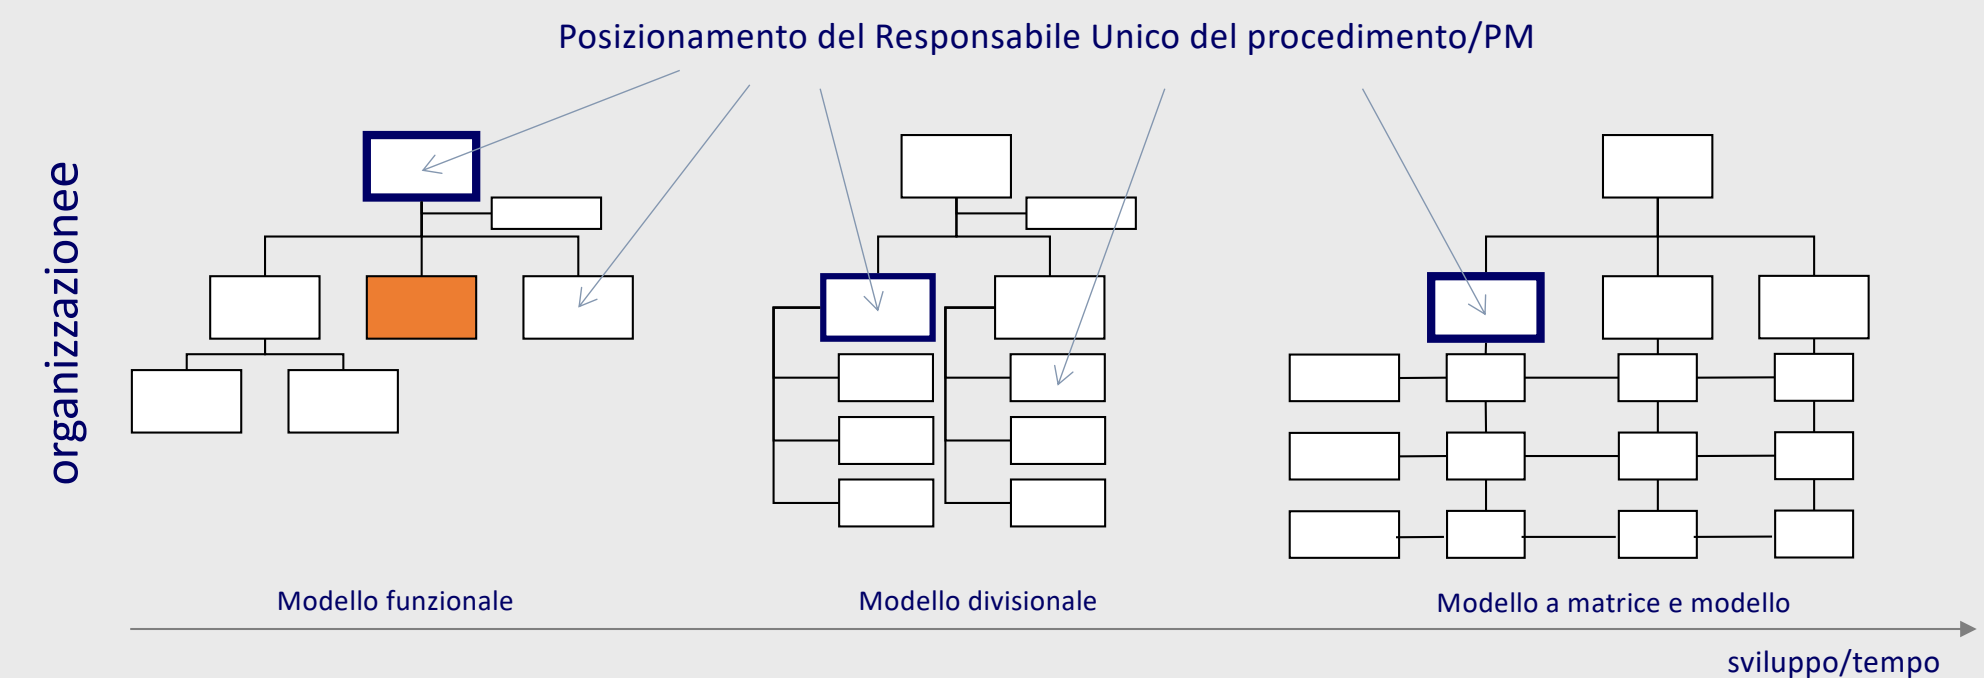 Posizionamento del Responsabile Unico del procedimento/PM
organizzazionee
Modello funzionale
Modello divisionale
Modello a matrice e modello
sviluppo/tempo